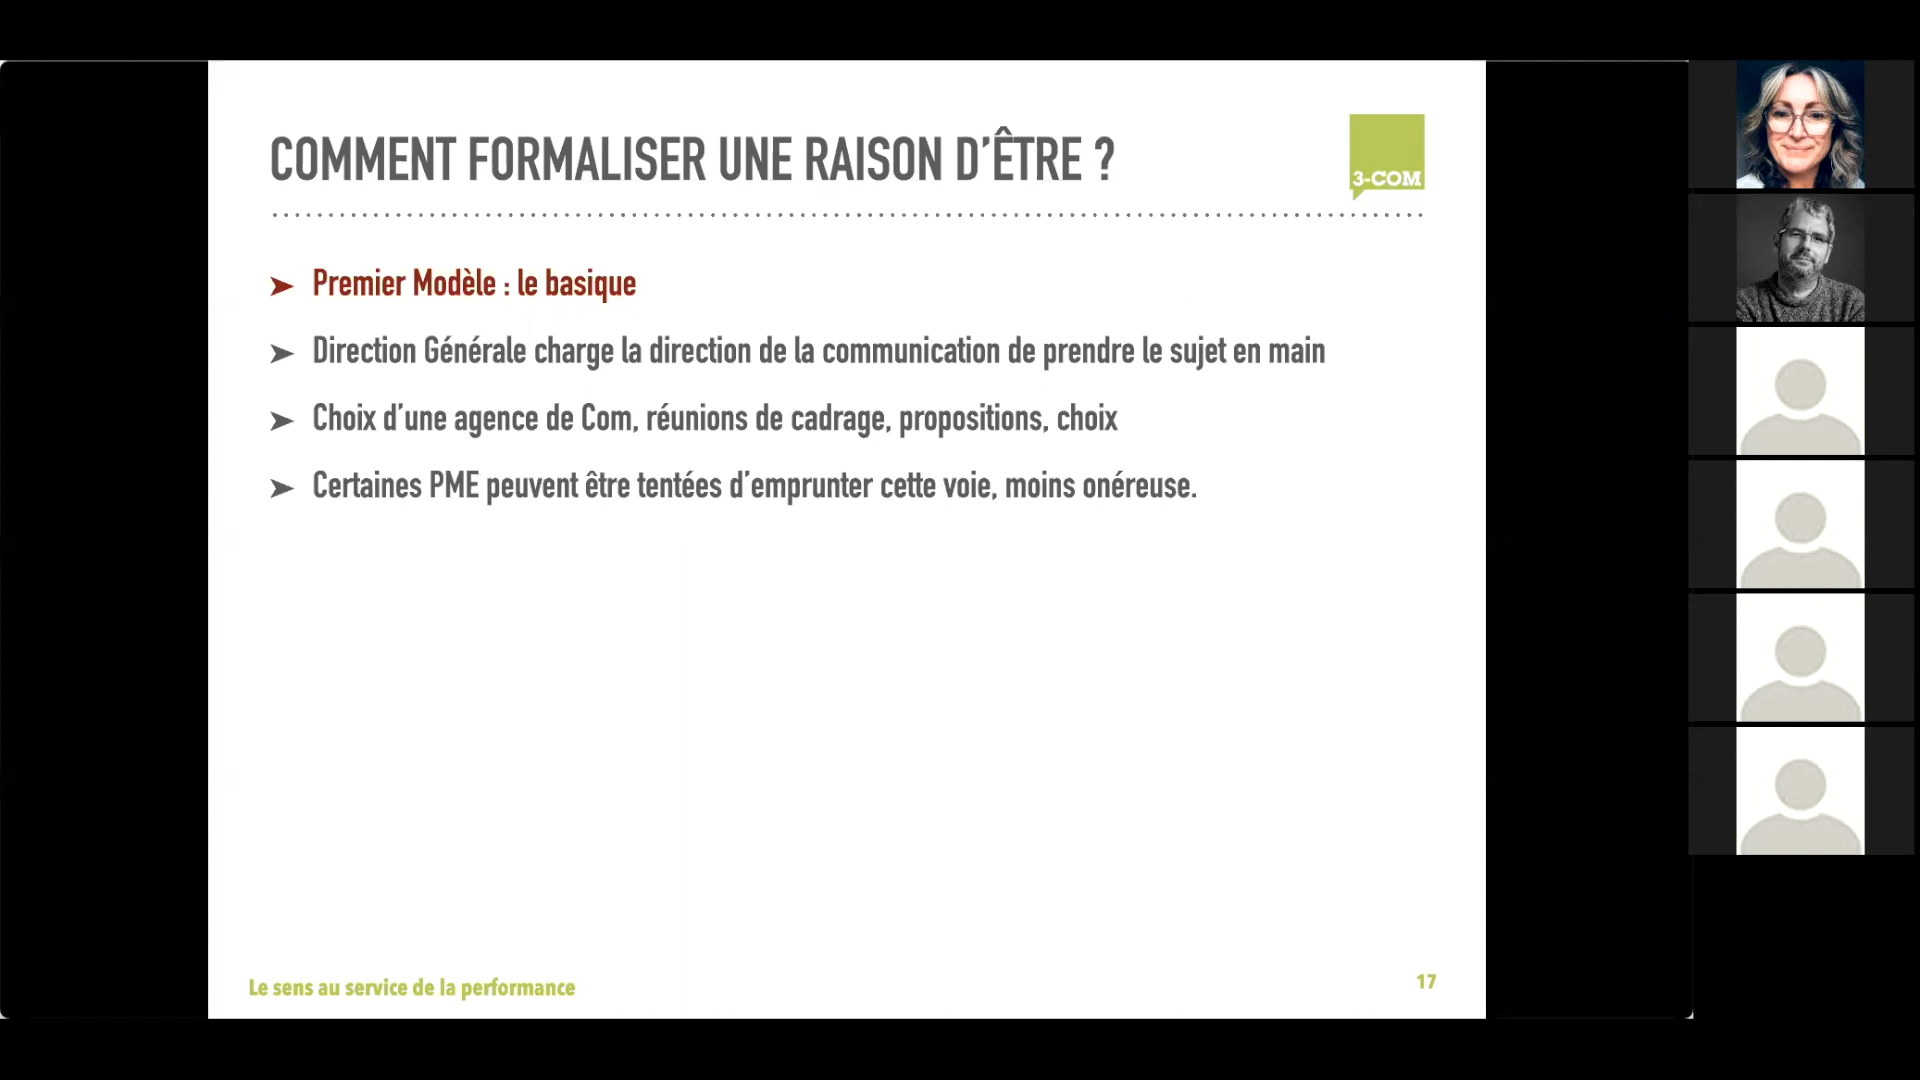 COMMENT FORMALISER UNE RAISON D’ÊTRE ?
3-COM
➤ Premier Modèle : le basique
➤ Direction Générale charge la direction de la communication de prendre le sujet en main
➤ Choix d’une agence de Com, réunions de cadrage, propositions, choix
➤ Certaines PME peuvent être tentées d’emprunter cette voie, moins onéreuse.
Le sens au service de la performance
17